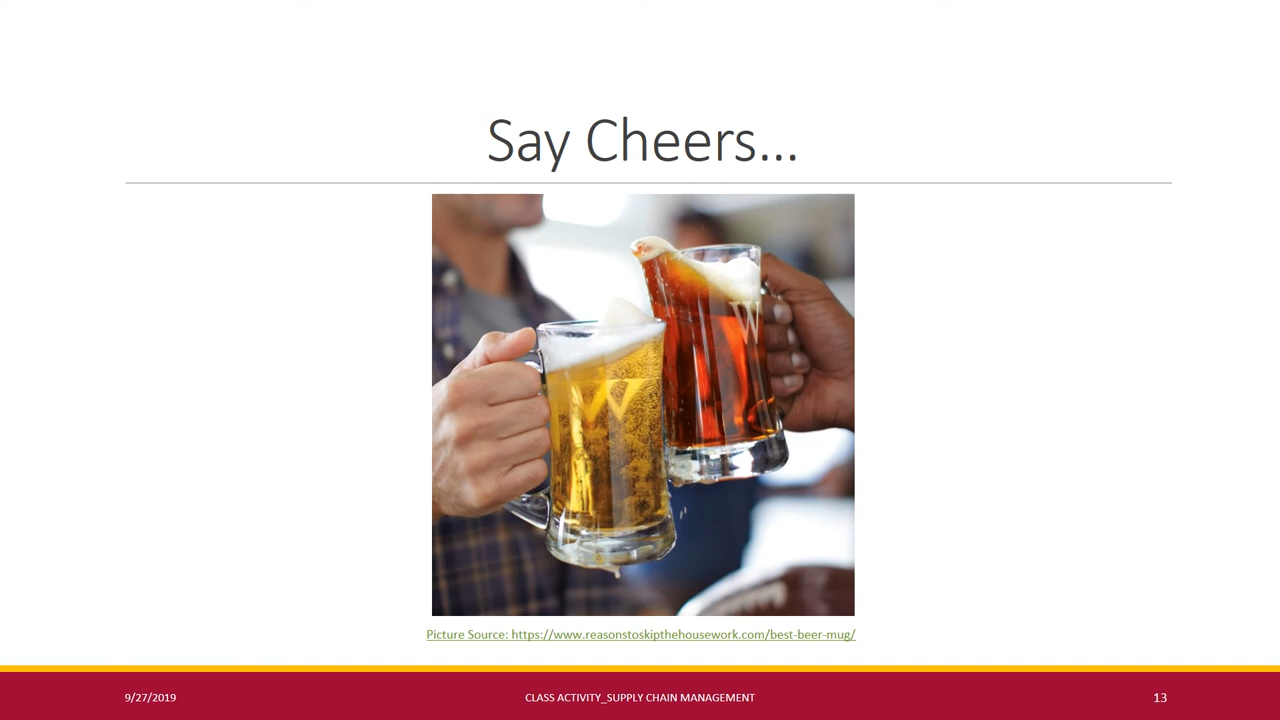 Say Cheers...
W
W
Picture Source: https://www.reasonstoskipthehousework.com/best-beer-mug/
9/27/2019
CLASS ACTIVITY_SUPPLY CHAIN MANAGEMENT
13